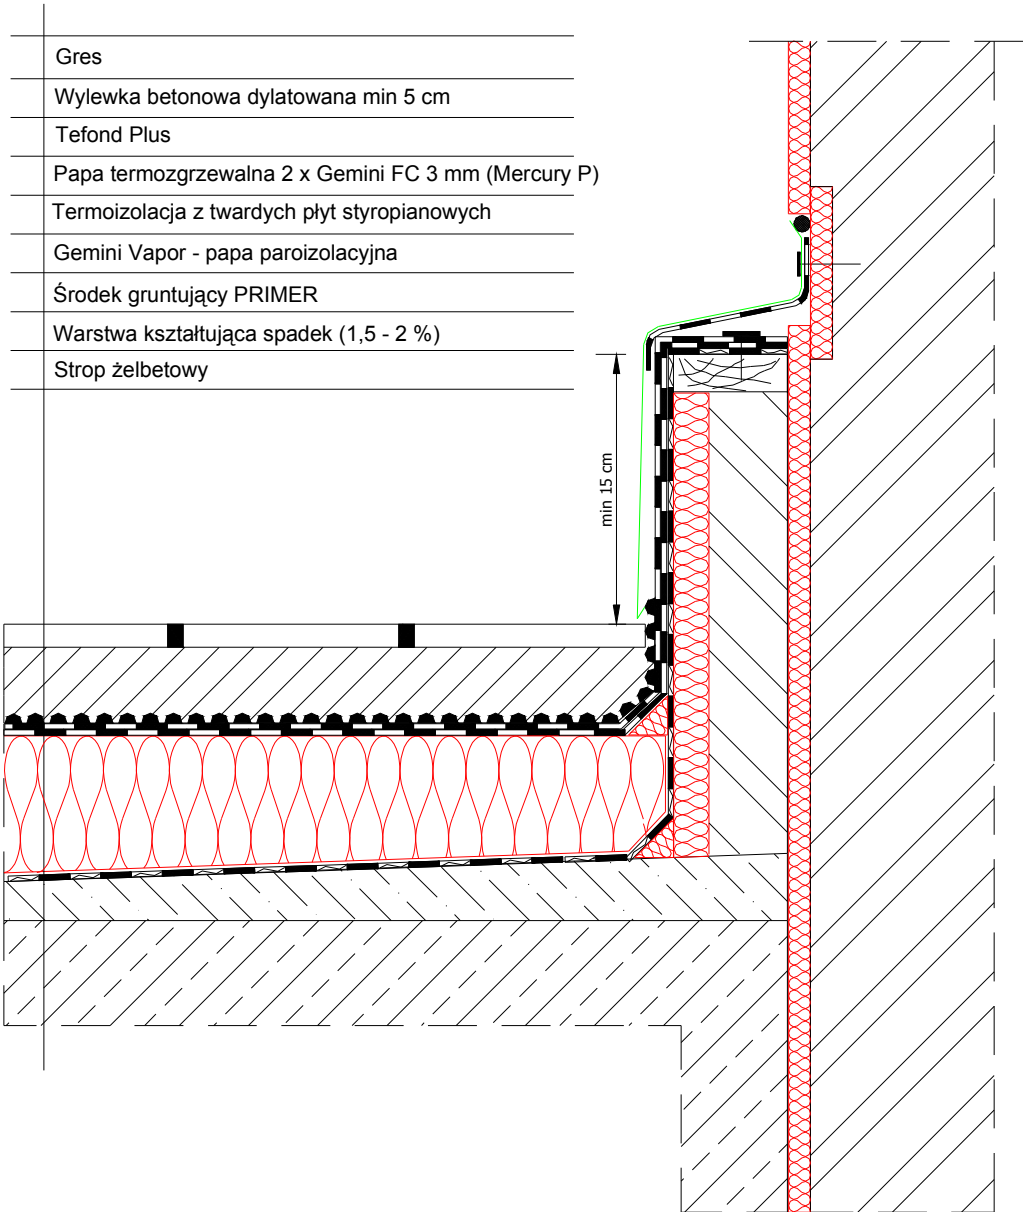 Gres
Wylewka betonowa dylatowana min 5 cm
Tefond Plus
Papa termozgrzewalna 2 x Gemini FC 3 mm (Mercury P)
Termoizolacja z twardych płyt styropianowych
Gemini Vapor - papa paroizolacyjna
Środek gruntujący PRIMER
Warstwa kształtująca spadek (1,5 - 2 %)
Strop żelbetowy
min 15 cm